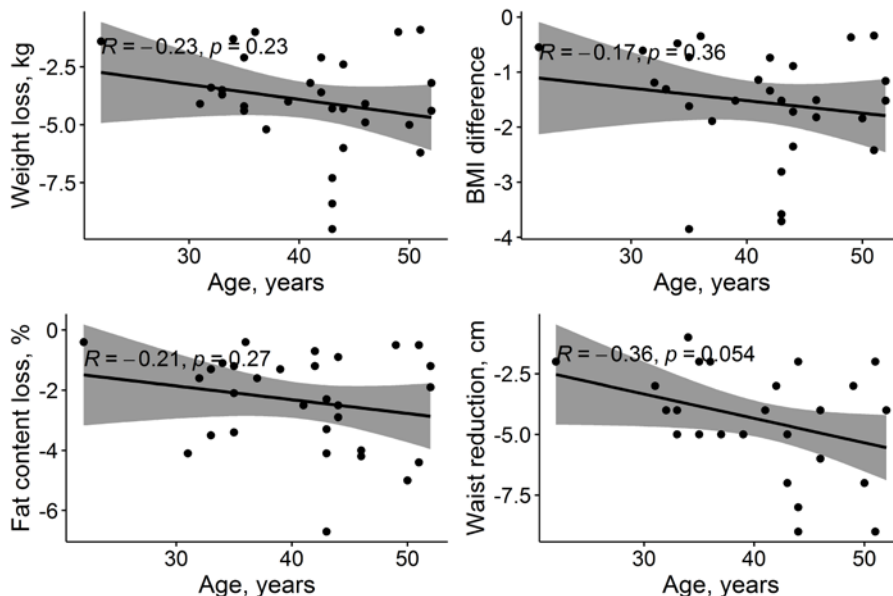 Weight loss, kg
R = −0.23, p = 0.23
-2.5
-5.0
-7.5
30
40
50
Age, years
BMI difference
R = −0.17, p = 0.36
0
-1
-2
-3
-4
30
40
50
Age, years
Fat content loss, %
R = −0.21, p = 0.27
0
-2
-4
-6
30
40
50
Age, years
Waist reduction, cm
R = −0.36, p = 0.054
-2.5
-5.0
-7.5
30
40
50
Age, years